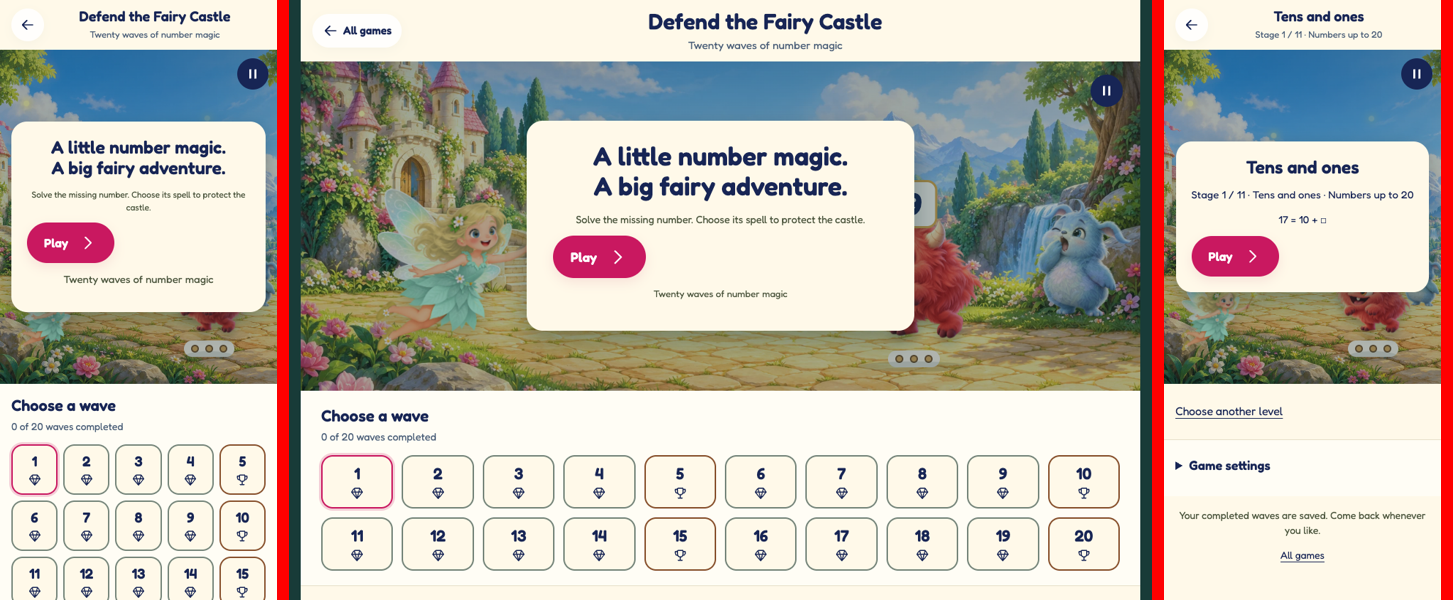 Defend the Fairy Castle
Twenty waves of number magic
A little number magic.
A big fairy adventure.
Solve the missing number. Choose its spell to protect the
castle.
Play
Twenty waves of number magic
Choose a wave
0 of 20 waves completed
1 2 3 4 5
6 7 8 9 10
11 12 13 14 15
All games
Defend the Fairy Castle
Twenty waves of number magic
A little number magic.
A big fairy adventure.
Solve the missing number. Choose its spell to protect the castle.
Play
Twenty waves of number magic
Choose a wave
0 of 20 waves completed
1 2 3 4 5 6 7 8 9 10
11 12 13 14 15 16 17 18 19 20
Tens and ones
Stage 1 / 11 · Numbers up to 20
Tens and ones
Stage 1 / 11 · Tens and ones · Numbers up to 20
17 = 10 + □
Play
Choose another level
Game settings
Your completed waves are saved. Come back whenever
you like.
All games